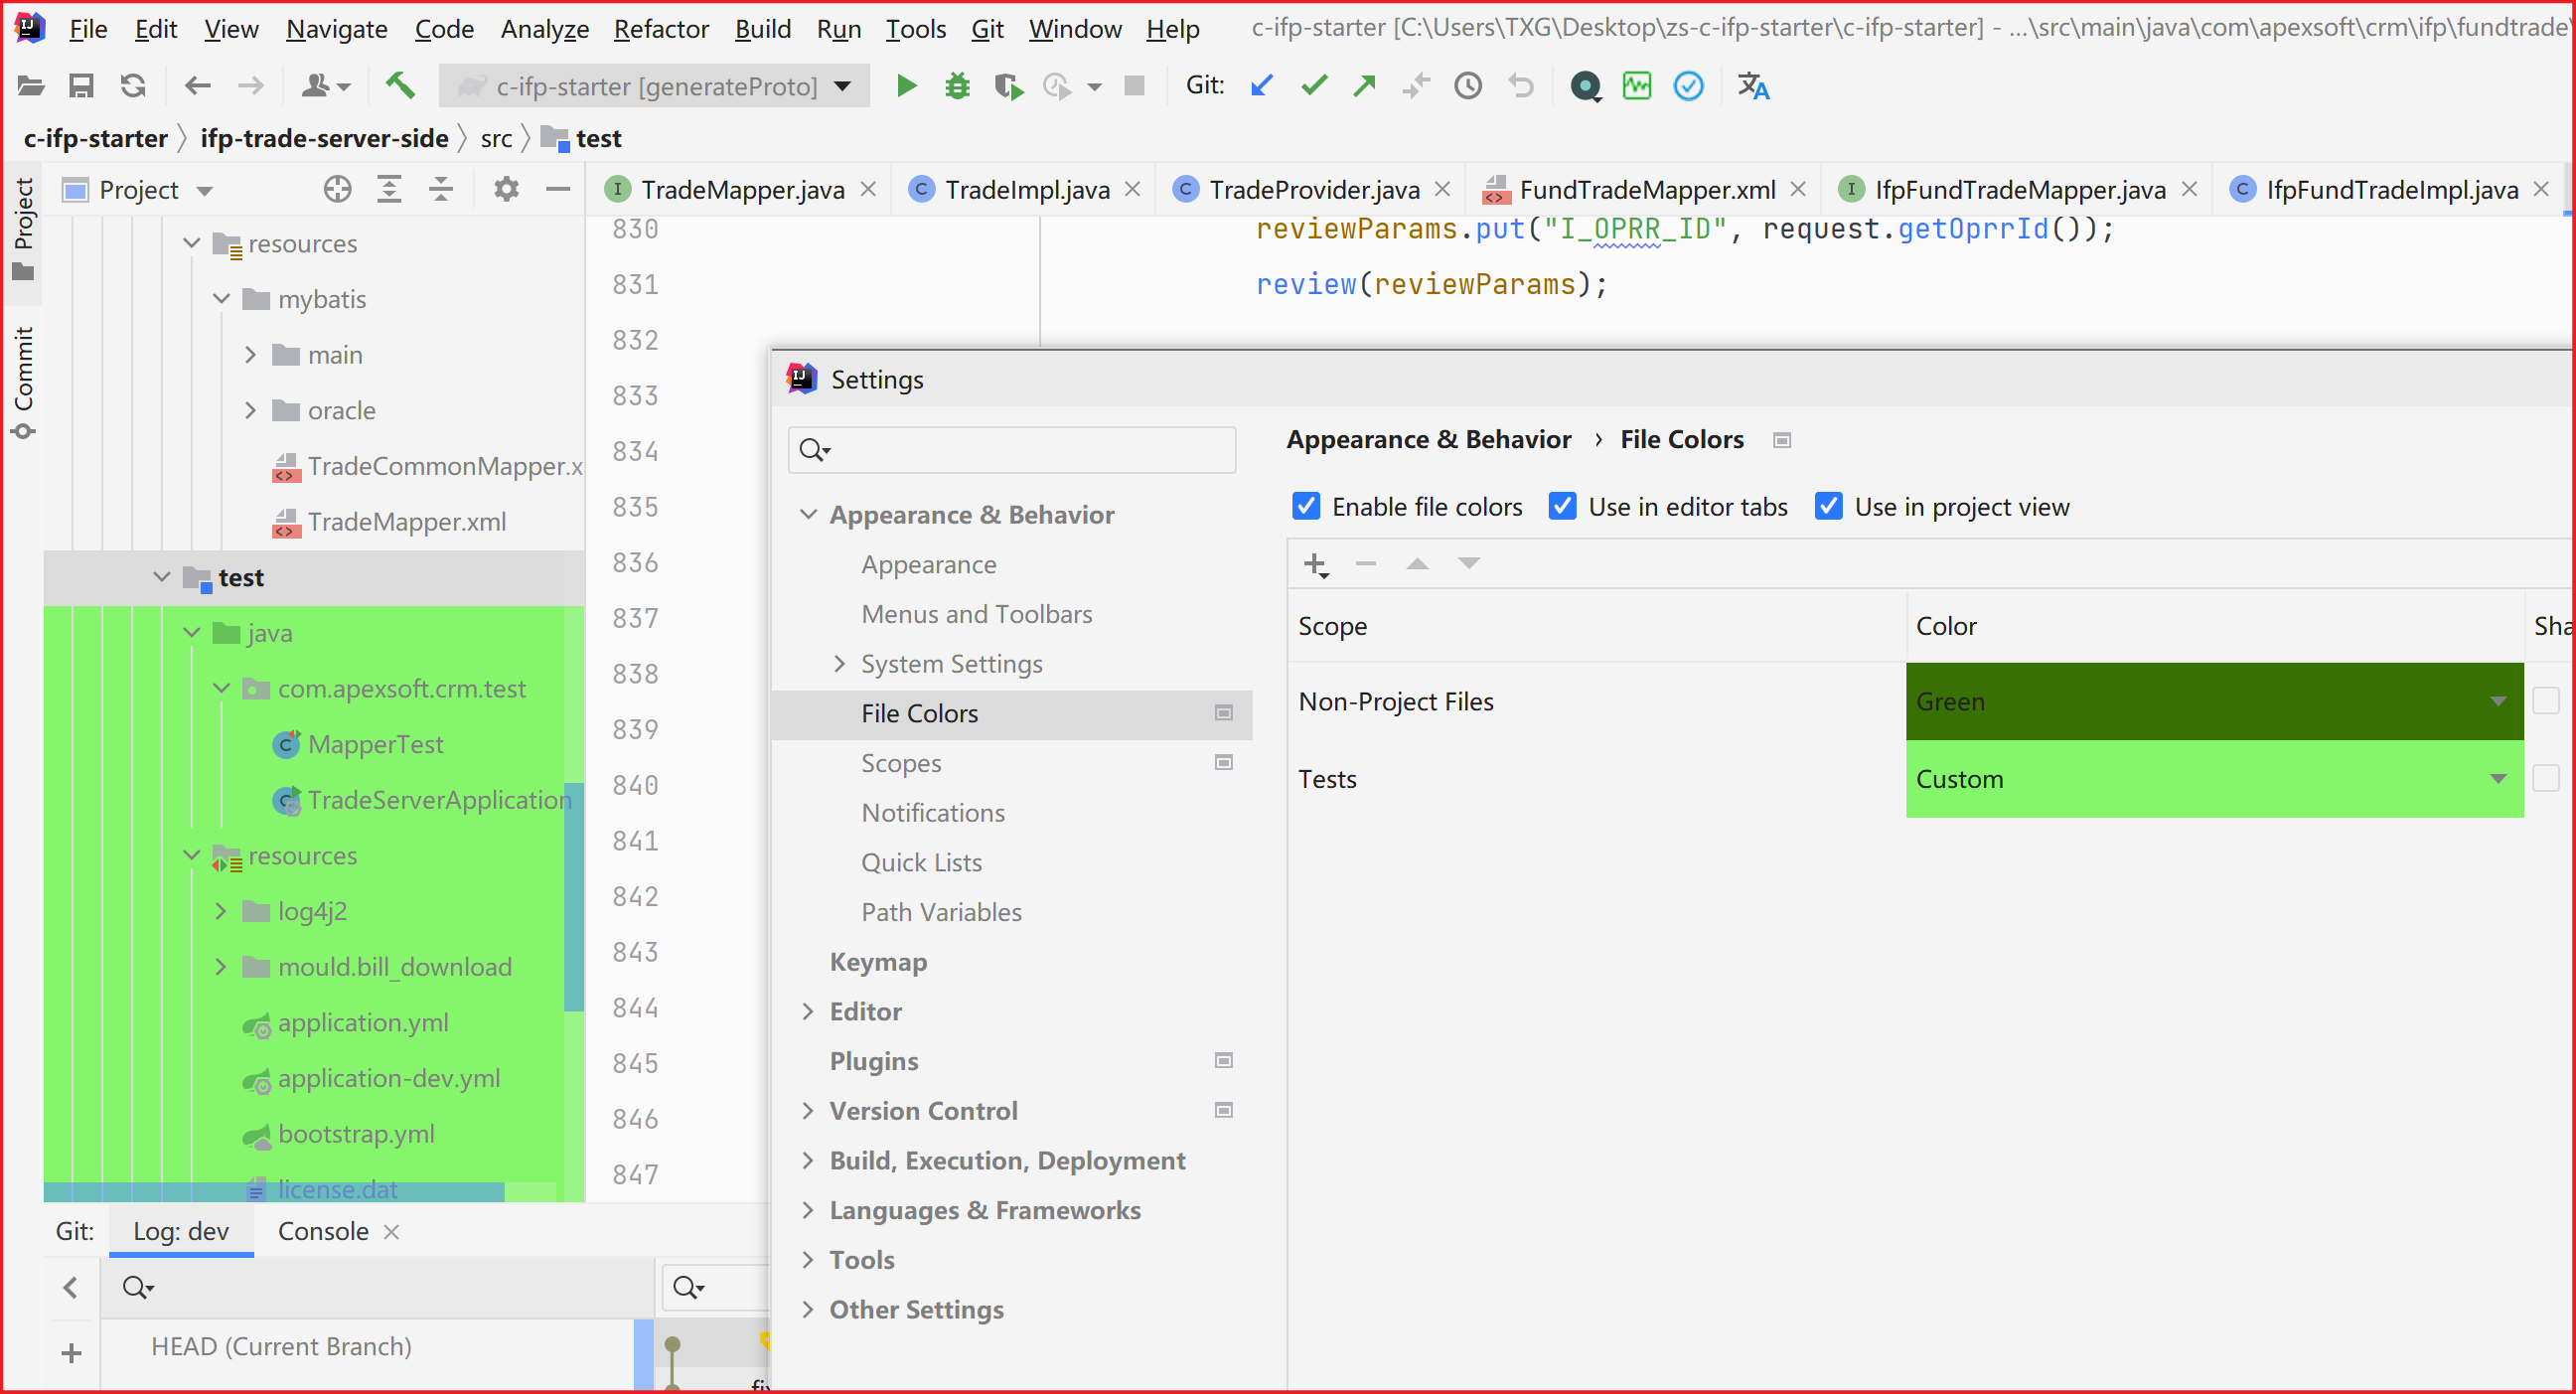 File Edit View Navigate Code Analyze Refactor Build Run Tools Git Window Help c-ifp-starter [C:\Users\TXG\Desktop\zs-c-ifp-starter\c-ifp-starter] - ...\src\main\java\com\apexsoft\crm\ifp\fundtrade\
c-ifp-starter [generateProto] Git:
c-ifp-starter ifp-trade-server-side src test
Project
Commit
Project
TradeMapper.java TradeImpl.java TradeProvider.java FundTradeMapper.xml IfpFundTradeMapper.java IfpFundTradeImpl.java
resources
mybatis
main
oracle
TradeCommonMapper.x
TradeMapper.xml
test
java
com.apexsoft.crm.test
MapperTest
TradeServerApplication
resources
log4j2
mould.bill_download
application.yml
application-dev.yml
bootstrap.yml
license.dat
830 reviewParams.put("I_OPRR_ID", request.getOprrId());
831 review(reviewParams);
832
833
834
835
836
837
838
839
840
841
842
843
844
845
846
847
Settings
Appearance & Behavior
Appearance
Menus and Toolbars
System Settings
File Colors
Scopes
Notifications
Quick Lists
Path Variables
Keymap
Editor
Plugins
Version Control
Build, Execution, Deployment
Languages & Frameworks
Tools
Other Settings
Appearance & Behavior › File Colors
Enable file colors Use in editor tabs Use in project view
Scope Color Sha
Non-Project Files Green
Tests Custom
Git: Log: dev Console
HEAD (Current Branch)